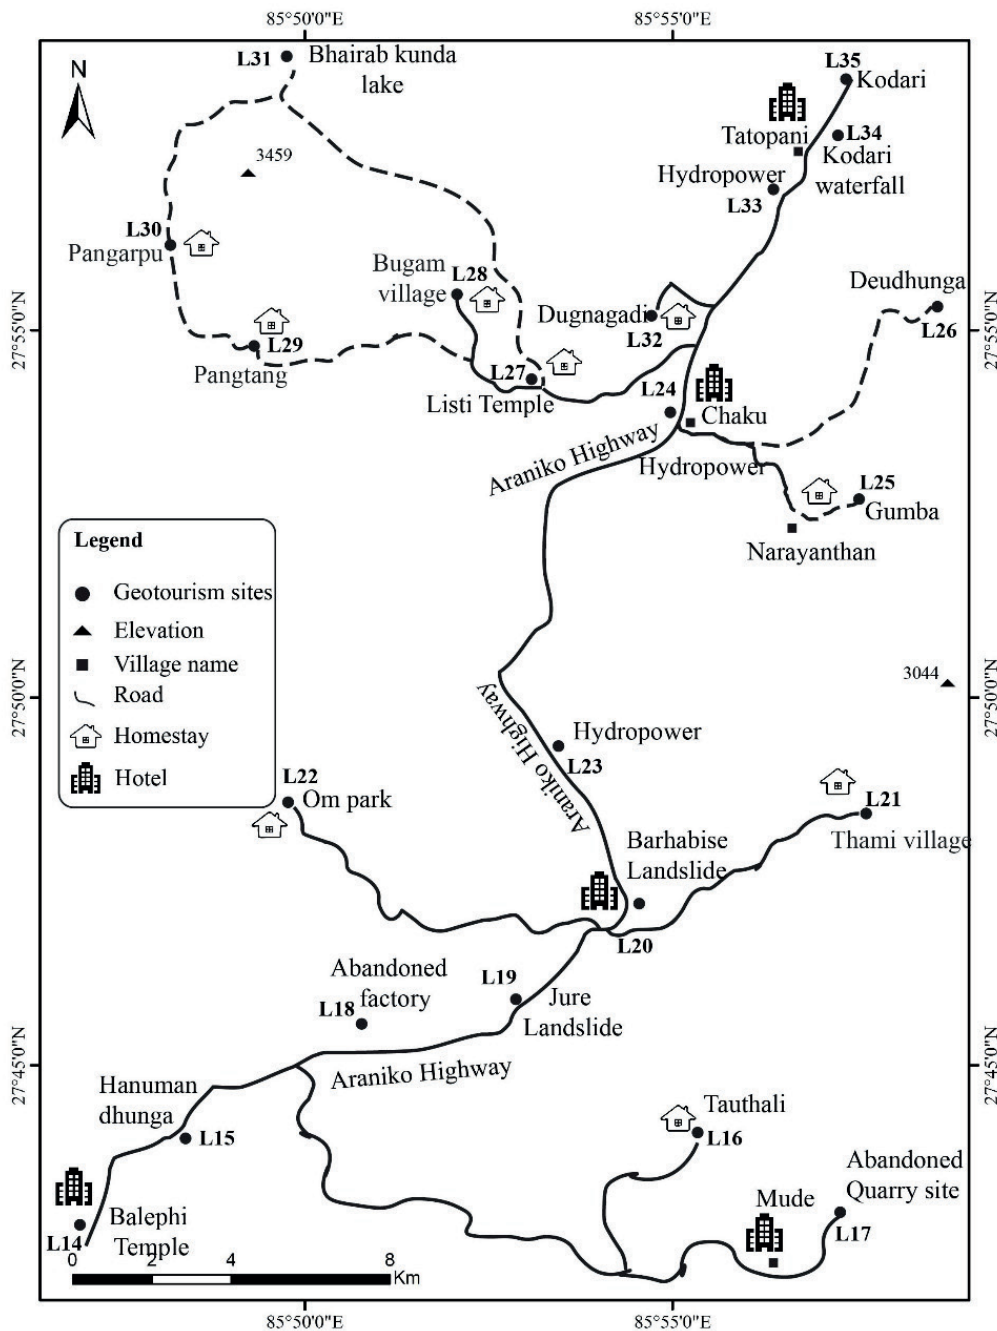 85°50'0"E
85°55'0"E
L31
Bhairab kunda
lake
N
L35
Kodari
Tatopani
L34
Kodari
waterfall
3459
Hydropower
L33
L30
Pangarpu
Bugam
village
L28
Deudhunga
L26
Dugnagadi
L32
27°55'0"N
27°55'0"N
L29
Pangtang
L27
Listi Temple
L24
Chaku
Araniko Highway
Hydropower
L25
Gumba
Narayanthan
Legend
Geotourism sites
Elevation
Village name
Road
Homestay
Hotel
3044
27°50'0"N
27°50'0"N
Araniko Highway
Hydropower
L23
L22
Om park
L21
Thami village
Barhabise
Landslide
L20
Abandoned
factory
L18
L19
Jure
Landslide
27°45'0"N
27°45'0"N
Araniko Highway
Hanuman
dhunga
L15
Tauthali
L16
Abandoned
Quarry site
L17
Mude
Balephi
Temple
L14
0
2
4
8
Km
85°50'0"E
85°55'0"E